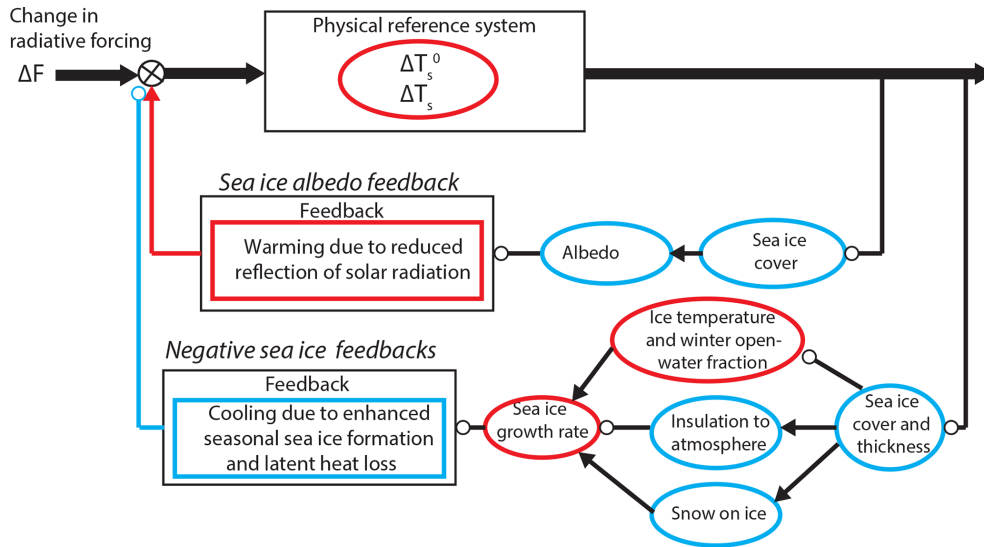 Change in
radiative forcing
ΔF
Physical reference system
ΔTₛ⁰
ΔTₛ
Sea ice albedo feedback
Feedback
Warming due to reduced
reflection of solar radiation
Albedo
Sea ice
cover
Negative sea ice feedbacks
Feedback
Cooling due to enhanced
seasonal sea ice formation
and latent heat loss
Sea ice
growth rate
Ice temperature
and winter open-
water fraction
Insulation to
atmosphere
Snow on ice
Sea ice
cover and
thickness